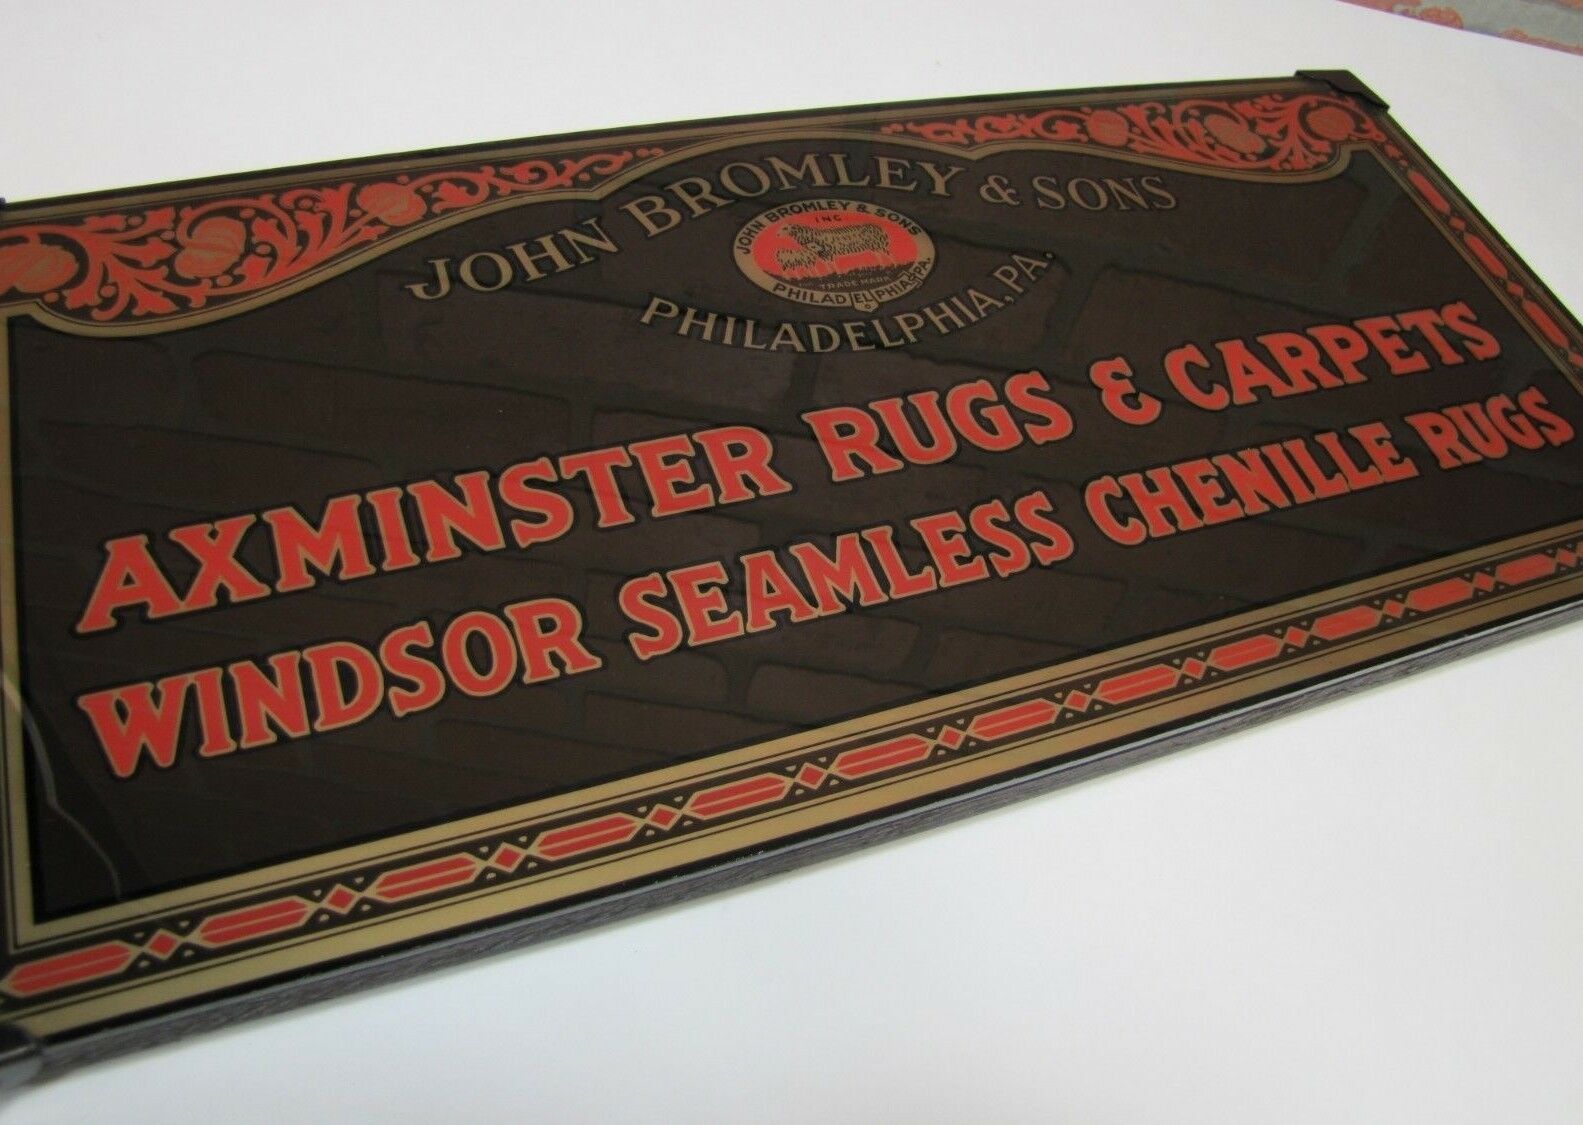 JOHN BROMLEY & SONS
JOHN BROMLEY & SONS
INC
TRADE MARK
PHILADELPHIA, PA.
PHILADELPHIA, PA.
AXMINSTER RUGS & CARPETS
WINDSOR SEAMLESS CHENILLE RUGS